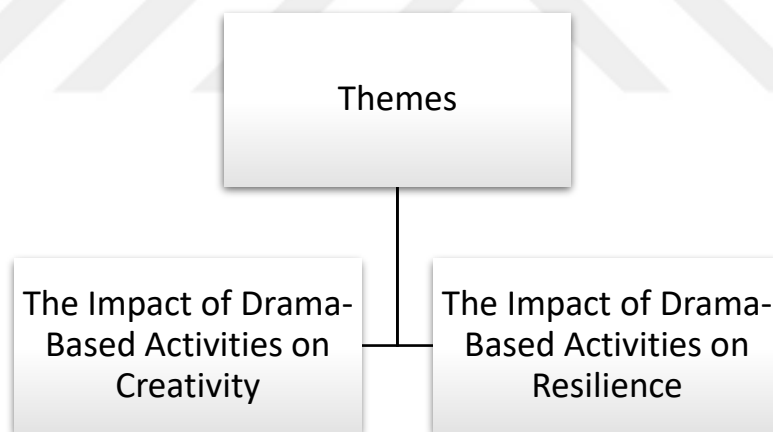 Themes
The Impact of Drama-
Based Activities on
Creativity
The Impact of Drama-
Based Activities on
Resilience